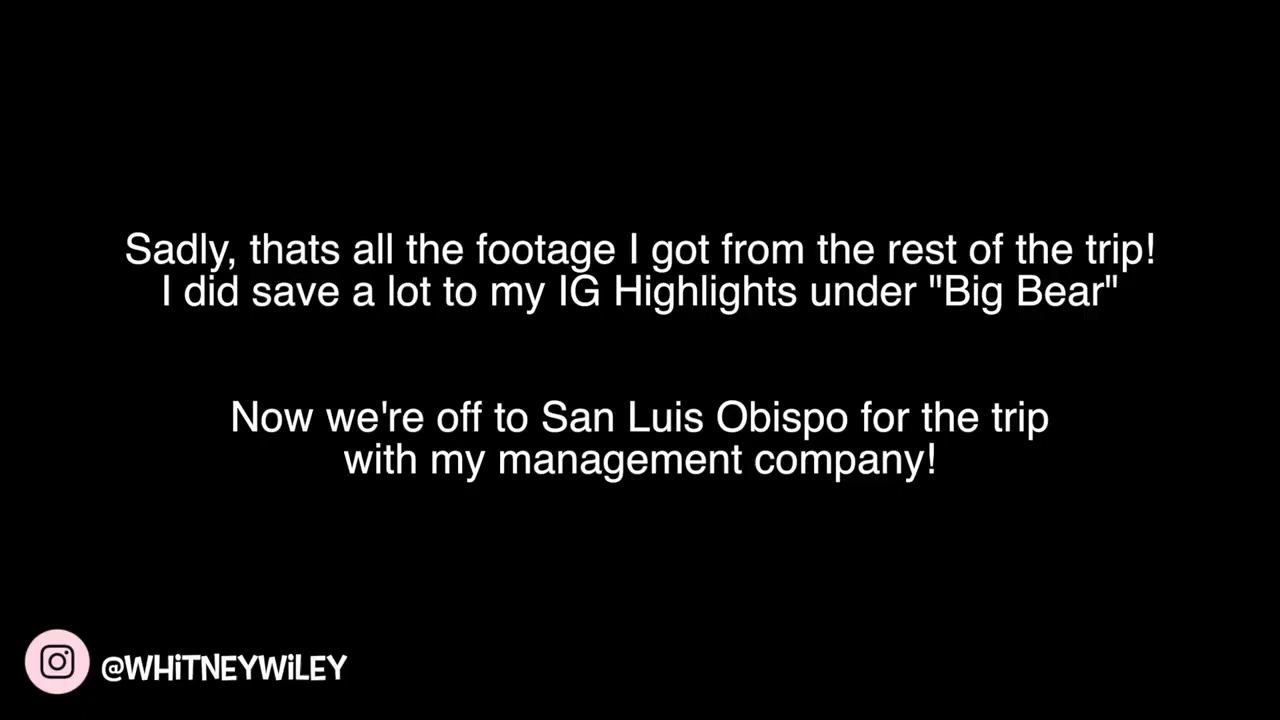 Sadly, thats all the footage I got from the rest of the trip!
I did save a lot to my IG Highlights under "Big Bear"
Now we're off to San Luis Obispo for the trip
with my management company!
@WHiTNEYWiLEY